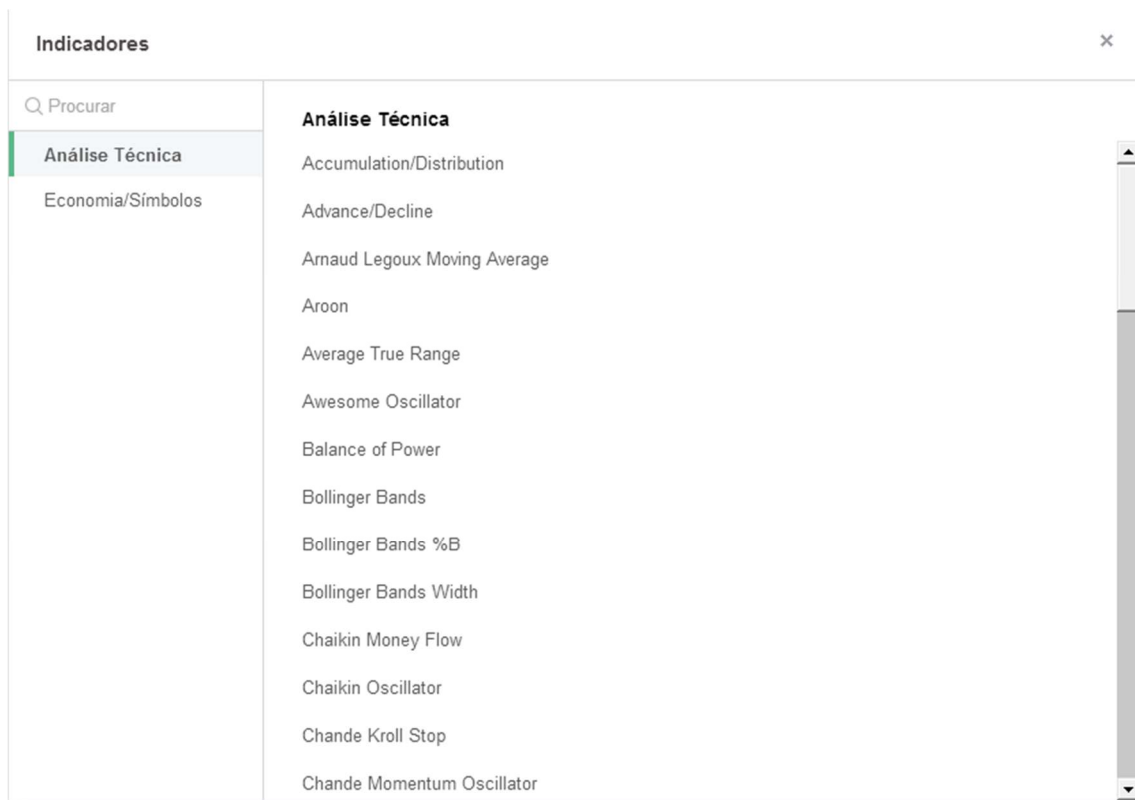 Indicadores
×
Procurar
Análise Técnica
Economia/Símbolos
Análise Técnica
Accumulation/Distribution
Advance/Decline
Arnaud Legoux Moving Average
Aroon
Average True Range
Awesome Oscillator
Balance of Power
Bollinger Bands
Bollinger Bands %B
Bollinger Bands Width
Chaikin Money Flow
Chaikin Oscillator
Chande Kroll Stop
Chande Momentum Oscillator